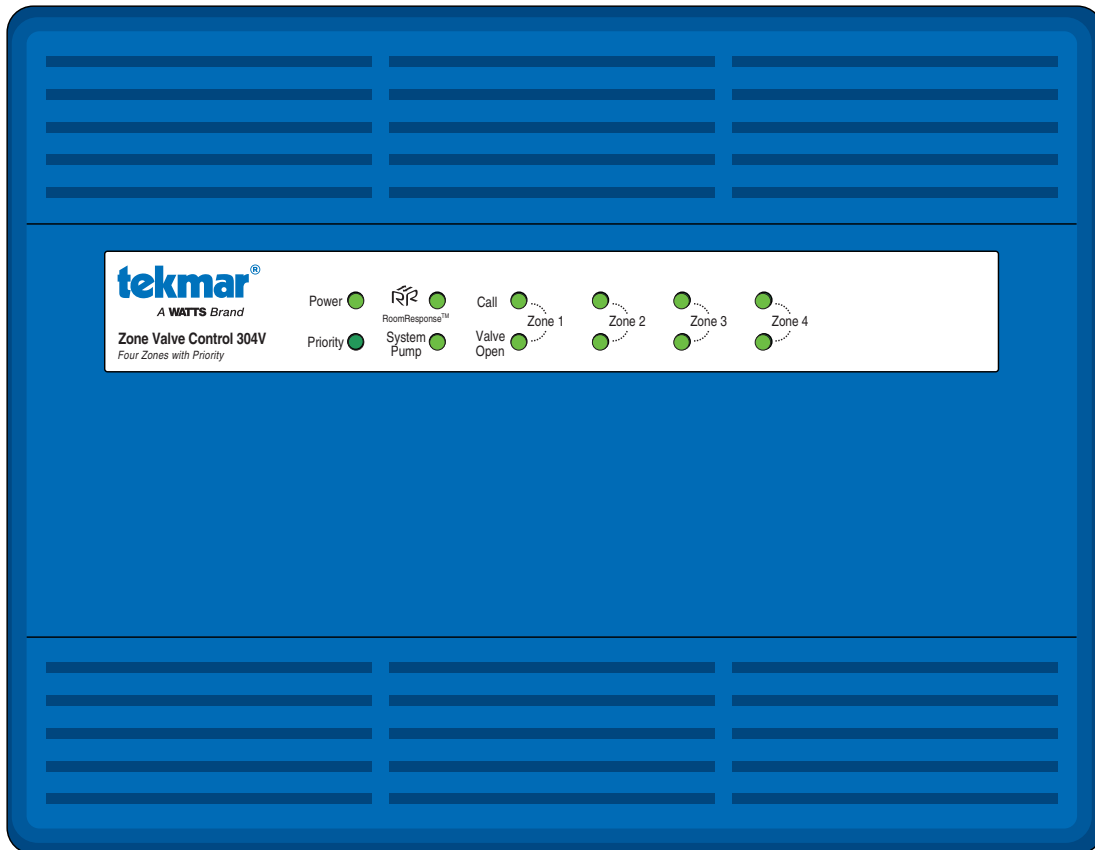 tekmar®
A WATTS Brand
Zone Valve Control 304V
Four Zones with Priority
Power
RoomResponse™
Call
Zone 1
Zone 2
Zone 3
Zone 4
Priority
System
Pump
Valve
Open